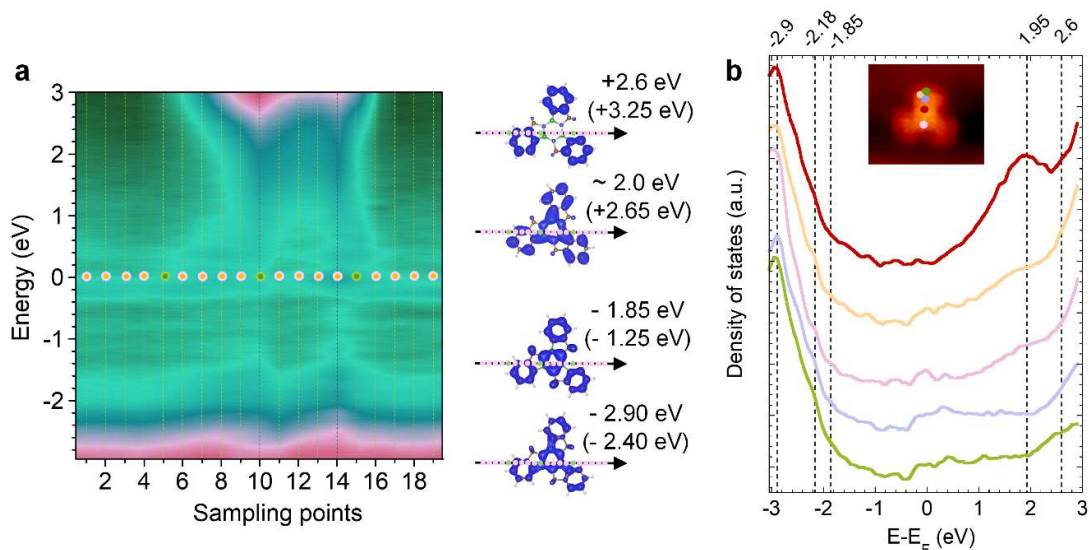 a
Energy (eV)
3
2
1
0
-1
-2
2 4 6 8 10 12 14 16 18
Sampling points
+2.6 eV
(+3.25 eV)
~ 2.0 eV
(+2.65 eV)
- 1.85 eV
(- 1.25 eV)
- 2.90 eV
(- 2.40 eV)
b
-2.9 -2.18 -1.85 1.95 2.6
Density of states (a.u.)
-3 -2 -1 0 1 2 3
E-E_F (eV)